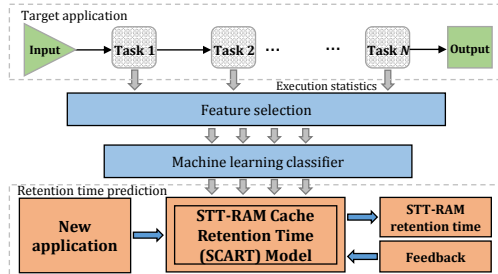 Target application
Input
Task 1
Task 2
...
...
Task N
Output
Execution statistics
Feature selection
Machine learning classifier
Retention time prediction
New
application
STT-RAM Cache
Retention Time
(SCART) Model
STT-RAM
retention time
Feedback